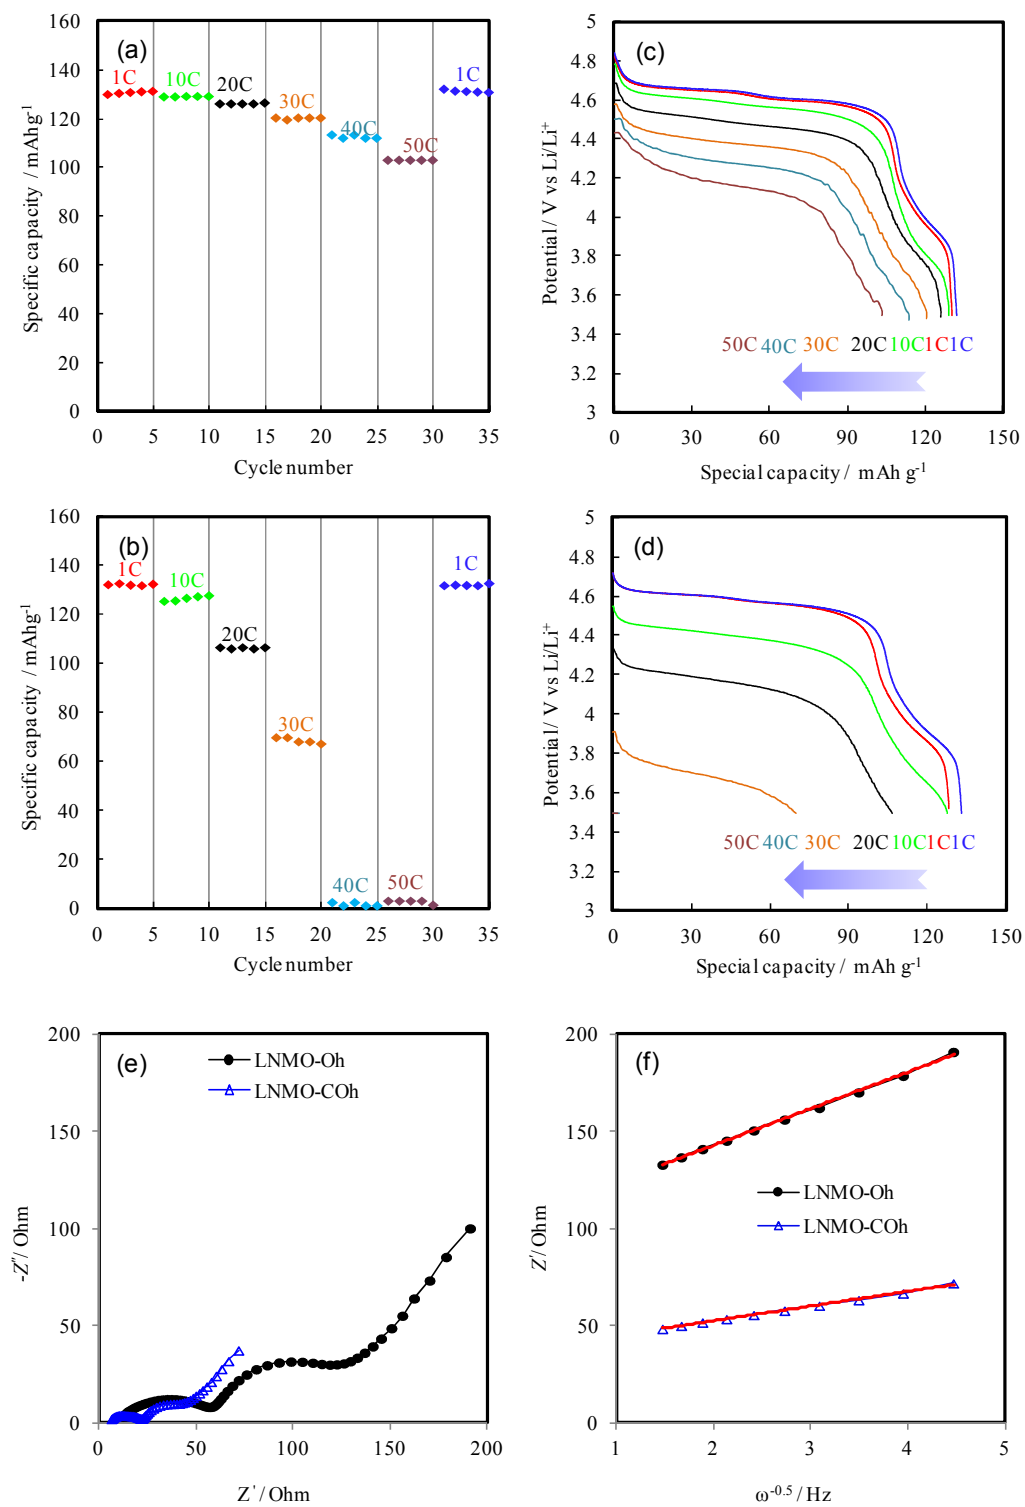 160
140
120
100
80
60
40
20
0
(a)
1C
10C
20C
30C
40C
50C
1C
0 5 10 15 20 25 30 35
Cycle number
Specific capacity / mAhg-1
5
4.8
4.6
4.4
4.2
4
3.8
3.6
3.4
3.2
3
(c)
50C 40C 30C 20C 10C 1C 1C
0 30 60 90 120 150
Special capacity / mAh g-1
Potential / V vs Li/Li+
160
140
120
100
80
60
40
20
0
(b)
1C
10C
20C
30C
40C
50C
1C
0 5 10 15 20 25 30 35
Cycle number
Specific capacity / mAhg-1
5
4.8
4.6
4.4
4.2
4
3.8
3.6
3.4
3.2
3
(d)
50C 40C 30C 20C 10C 1C 1C
0 30 60 90 120 150
Special capacity / mAh g-1
Potential / V vs Li/Li+
200
150
100
50
0
(e)
LNMO-Oh
LNMO-COh
0 50 100 150 200
Z' / Ohm
-Z"/ Ohm
200
150
100
50
0
(f)
LNMO-Oh
LNMO-COh
1 2 3 4 5
ω-0.5 / Hz
Z'/ Ohm